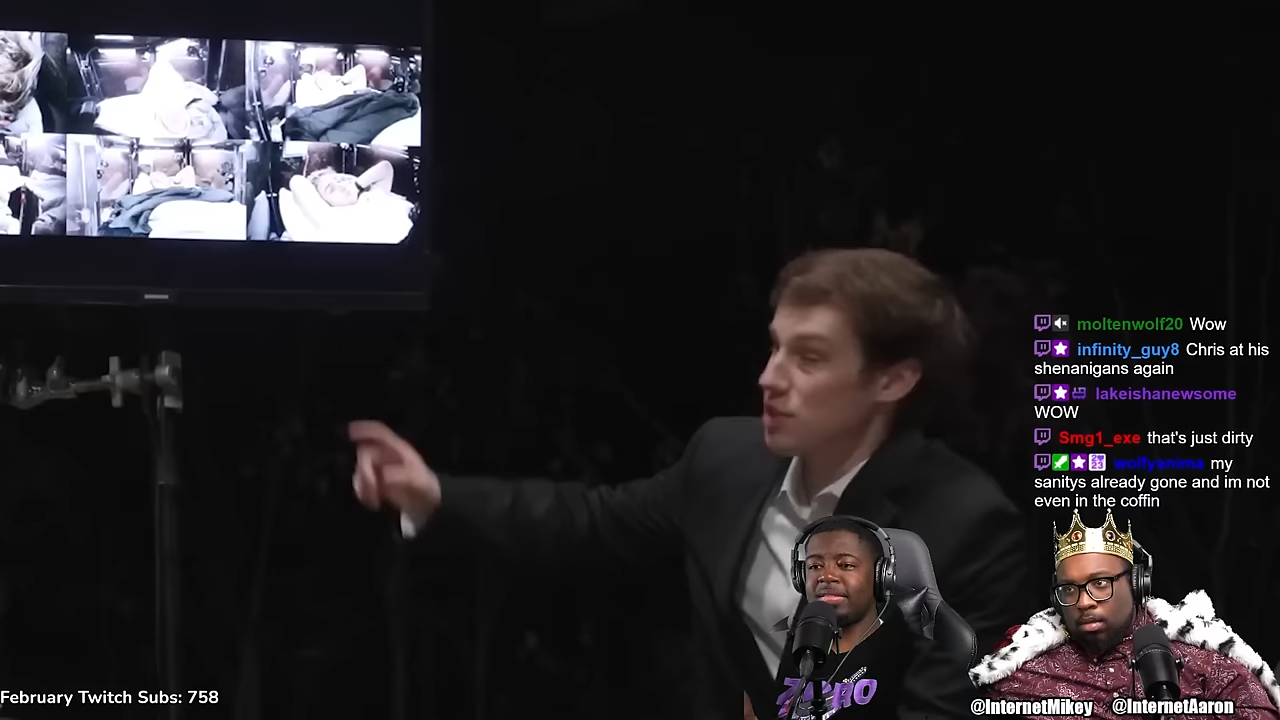 moltenwolf20 Wow
infinity_guy8 Chris at his
shenanigans again
lakeishanewsome
WOW
Smg1_exe that's just dirty
wolfyanima my
sanitys already gone and im not
even in the coffin
February Twitch Subs: 758
@InternetMikey
@InternetAaron